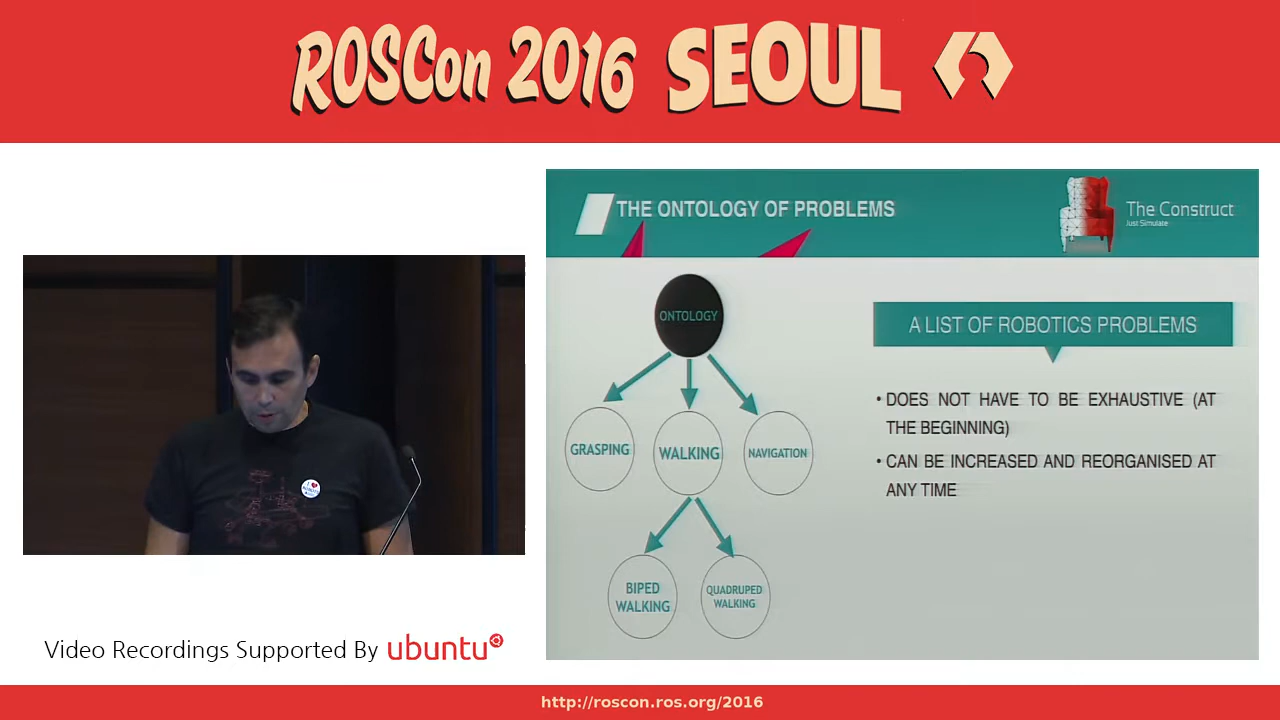 ROSCon 2016 SEOUL
THE ONTOLOGY OF PROBLEMS
The Construct
Just Simulate
ONTOLOGY
GRASPING
WALKING
NAVIGATION
BIPED
WALKING
QUADRUPED
WALKING
A LIST OF ROBOTICS PROBLEMS
• DOES NOT HAVE TO BE EXHAUSTIVE (AT
THE BEGINNING)
• CAN BE INCREASED AND REORGANISED AT
ANY TIME
Video Recordings Supported By ubuntu
http://roscon.ros.org/2016